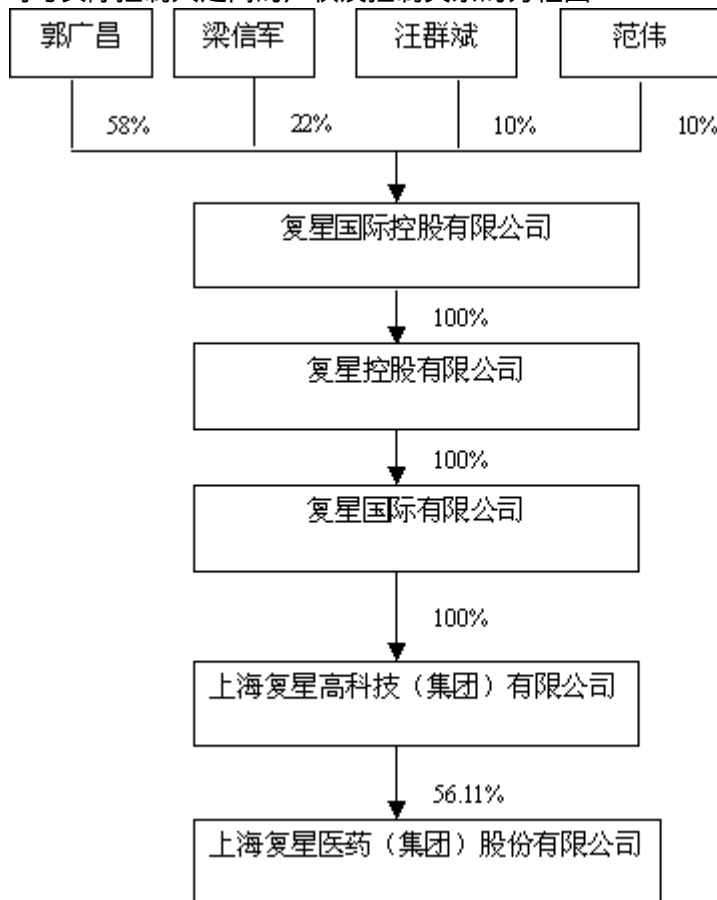 郭广昌 梁信军 汪群斌 范伟
58% 22% 10% 10%
复星国际控股有限公司
100%
复星控股有限公司
100%
复星国际有限公司
100%
上海复星高科技（集团）有限公司
56.11%
上海复星医药（集团）股份有限公司